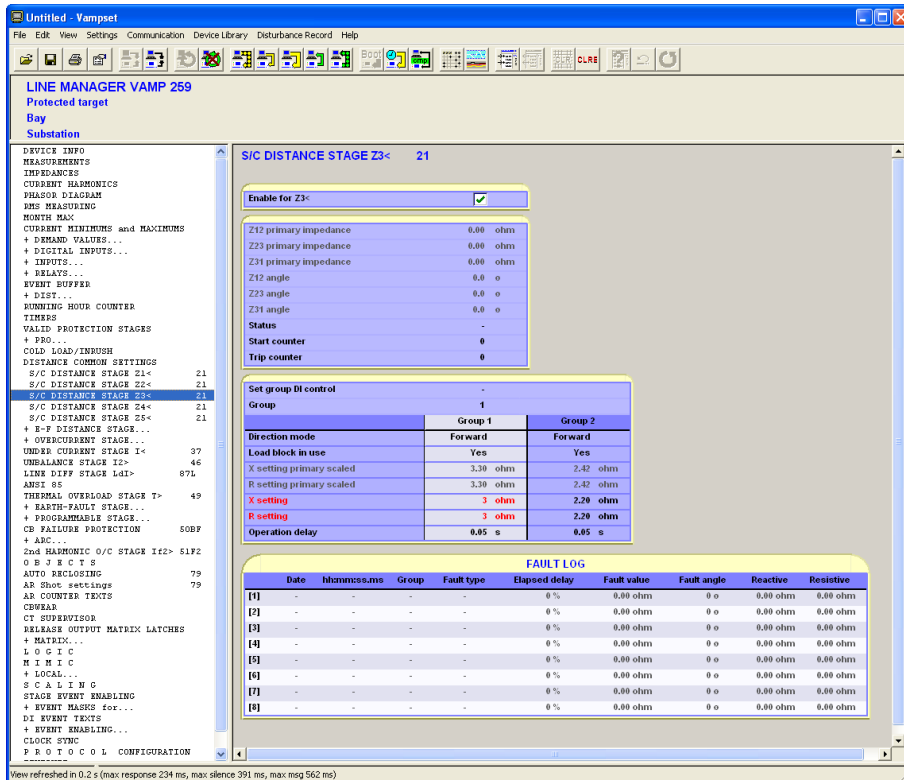 Untitled - Vampset
File Edit View Settings Communication Device Library Disturbance Record Help
Boot cmp CLRE
LINE MANAGER VAMP 259
Protected target
Bay
Substation
DEVICE INFO
MEASUREMENTS
IMPEDANCES
CURRENT HARMONICS
PHASOR DIAGRAM
RMS MEASURING
MONTH MAX
CURRENT MINIMUMS and MAXIMUMS
+ DEMAND VALUES...
+ DIGITAL INPUTS...
+ INPUTS...
+ RELAYS...
EVENT BUFFER
+ DIST...
RUNNING HOUR COUNTER
TIMERS
VALID PROTECTION STAGES
+ PRO...
COLD LOAD/INRUSH
DISTANCE COMMON SETTINGS
S/C DISTANCE STAGE Z1< 21
S/C DISTANCE STAGE Z2< 21
S/C DISTANCE STAGE Z3< 21
S/C DISTANCE STAGE Z4< 21
S/C DISTANCE STAGE Z5< 21
+ E-F DISTANCE STAGE...
+ OVERCURRENT STAGE...
UNDER CURRENT STAGE I< 37
UNBALANCE STAGE I2> 46
LINE DIFF STAGE LdI> 87L
ANSI 85
THERMAL OVERLOAD STAGE T> 49
+ EARTH-FAULT STAGE...
+ PROGRAMMABLE STAGE...
CB FAILURE PROTECTION 50BF
+ ARC...
2nd HARMONIC O/C STAGE If2> 51F2
O B J E C T S
AUTO RECLOSING 79
AR Shot settings 79
AR COUNTER TEXTS
CBWEAR
CT SUPERVISOR
RELEASE OUTPUT MATRIX LATCHES
+ MATRIX...
L O G I C
M I M I C
+ LOCAL...
S C A L I N G
STAGE EVENT ENABLING
+ EVENT MASKS for...
DI EVENT TEXTS
+ EVENT ENABLING...
CLOCK SYNC
P R O T O C O L CONFIGURATION
S/C DISTANCE STAGE Z3< 21
Enable for Z3<
Z12 primary impedance 0.00 ohm
Z23 primary impedance 0.00 ohm
Z31 primary impedance 0.00 ohm
Z12 angle 0.0 o
Z23 angle 0.0 o
Z31 angle 0.0 o
Status -
Start counter 0
Trip counter 0
Set group DI control -
Group 1
Group 1 Group 2
Direction mode Forward Forward
Load block in use Yes Yes
X setting primary scaled 3.30 ohm 2.42 ohm
R setting primary scaled 3.30 ohm 2.42 ohm
X setting 3 ohm 2.20 ohm
R setting 3 ohm 2.20 ohm
Operation delay 0.05 s 0.05 s
FAULT LOG
Date hh:mm:ss.ms Group Fault type Elapsed delay Fault value Fault angle Reactive Resistive
[1] - - - - 0 % 0.00 ohm 0 o 0.00 ohm 0.00 ohm
[2] - - - - 0 % 0.00 ohm 0 o 0.00 ohm 0.00 ohm
[3] - - - - 0 % 0.00 ohm 0 o 0.00 ohm 0.00 ohm
[4] - - - - 0 % 0.00 ohm 0 o 0.00 ohm 0.00 ohm
[5] - - - - 0 % 0.00 ohm 0 o 0.00 ohm 0.00 ohm
[6] - - - - 0 % 0.00 ohm 0 o 0.00 ohm 0.00 ohm
[7] - - - - 0 % 0.00 ohm 0 o 0.00 ohm 0.00 ohm
[8] - - - - 0 % 0.00 ohm 0 o 0.00 ohm 0.00 ohm
View refreshed in 0.2 s (max response 234 ms, max silence 391 ms, max msg 562 ms)